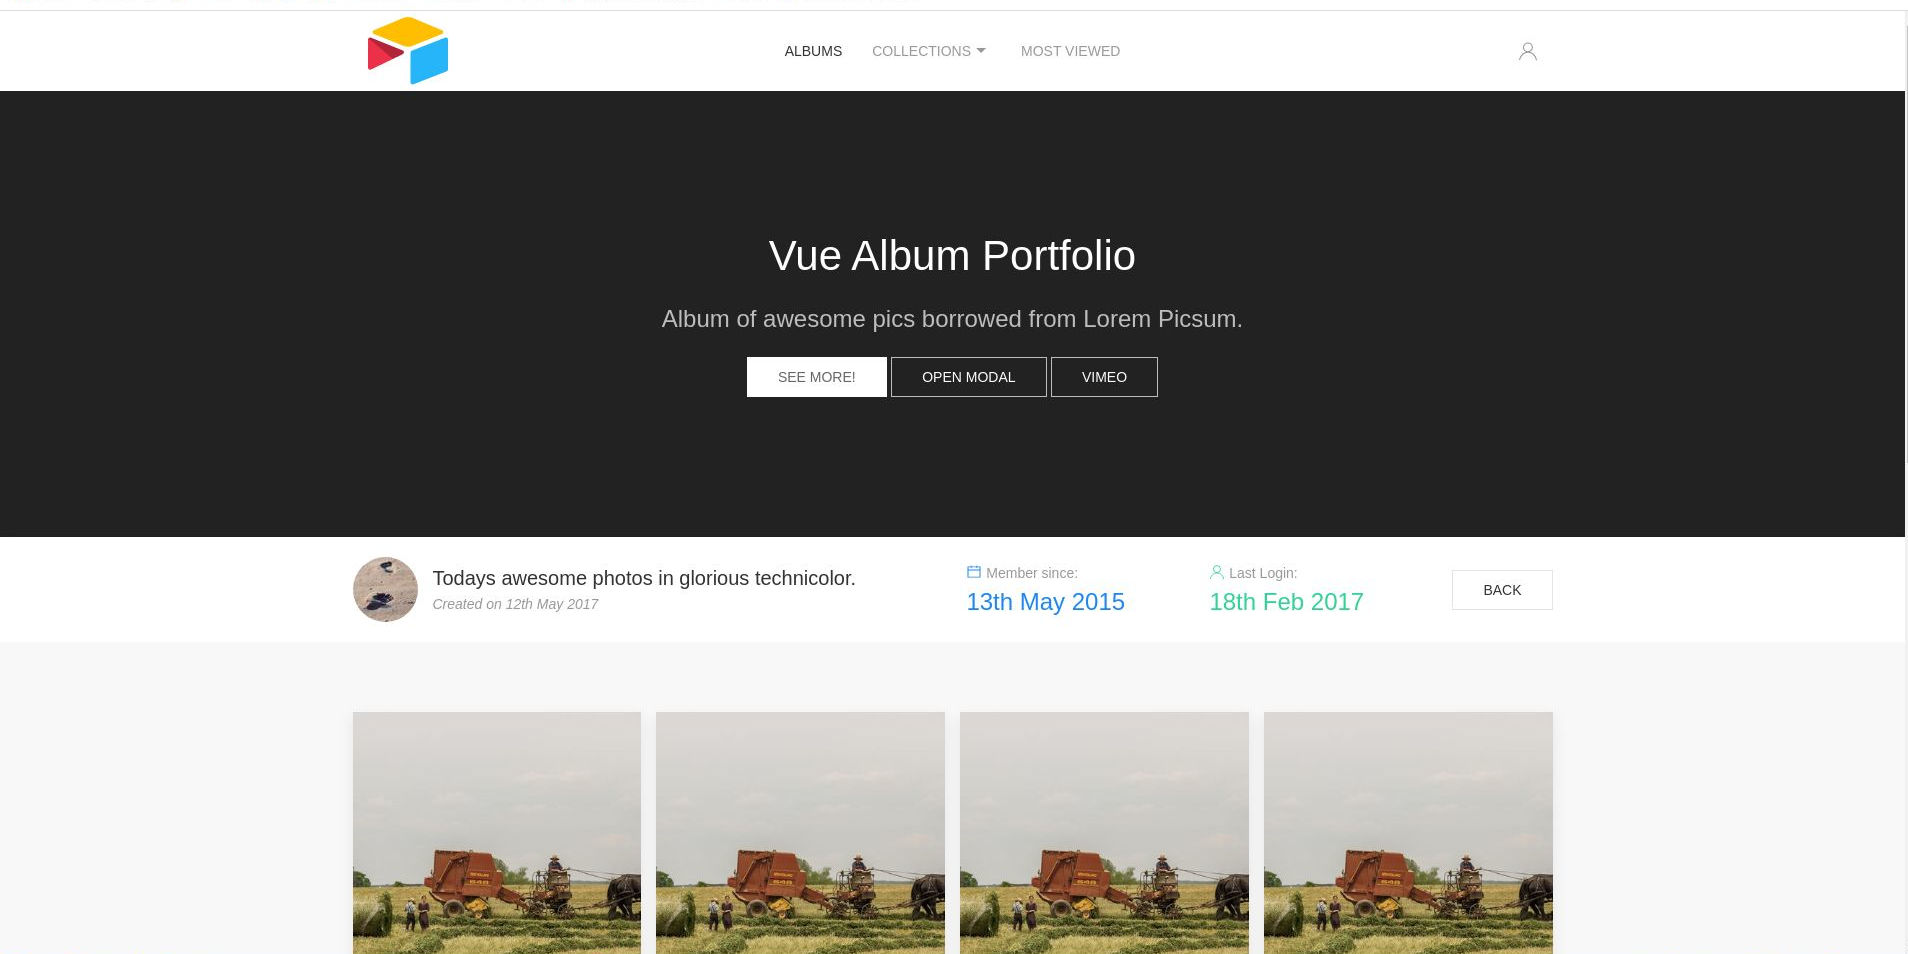 ALBUMS COLLECTIONS MOST VIEWED
Vue Album Portfolio
Album of awesome pics borrowed from Lorem Picsum.
SEE MORE! OPEN MODAL VIMEO
Todays awesome photos in glorious technicolor.
Created on 12th May 2017
Member since:
13th May 2015
Last Login:
18th Feb 2017
BACK